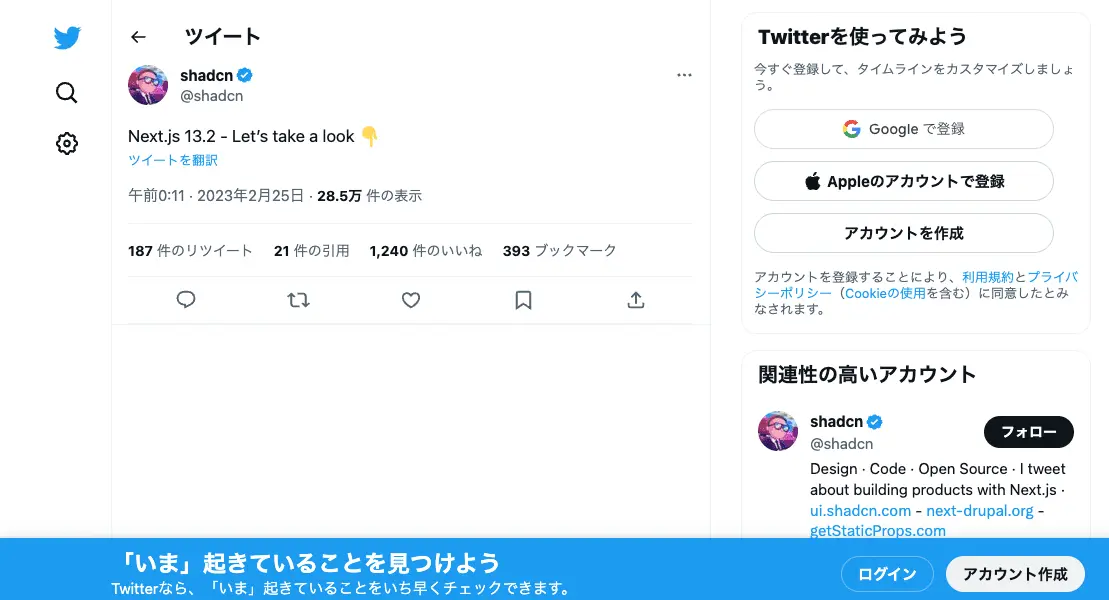 ツイート
shadcn
@shadcn
Next.js 13.2 - Let’s take a look 👇
ツイートを翻訳
午前0:11 · 2023年2月25日 · 28.5万 件の表示
187 件のリツイート 21 件の引用 1,240 件のいいね 393 ブックマーク
Twitterを使ってみよう
今すぐ登録して、タイムラインをカスタマイズしましょ
う。
Google で登録
Appleのアカウントで登録
アカウントを作成
アカウントを登録することにより、利用規約とプライバ
シーポリシー（Cookieの使用を含む）に同意したとみ
なされます。
関連性の高いアカウント
shadcn
@shadcn
フォロー
Design · Code · Open Source · I tweet
about building products with Next.js ·
ui.shadcn.com - next-drupal.org -
getStaticProps.com
「いま」起きていることを見つけよう
Twitterなら、「いま」起きていることをいち早くチェックできます。
ログイン
アカウント作成